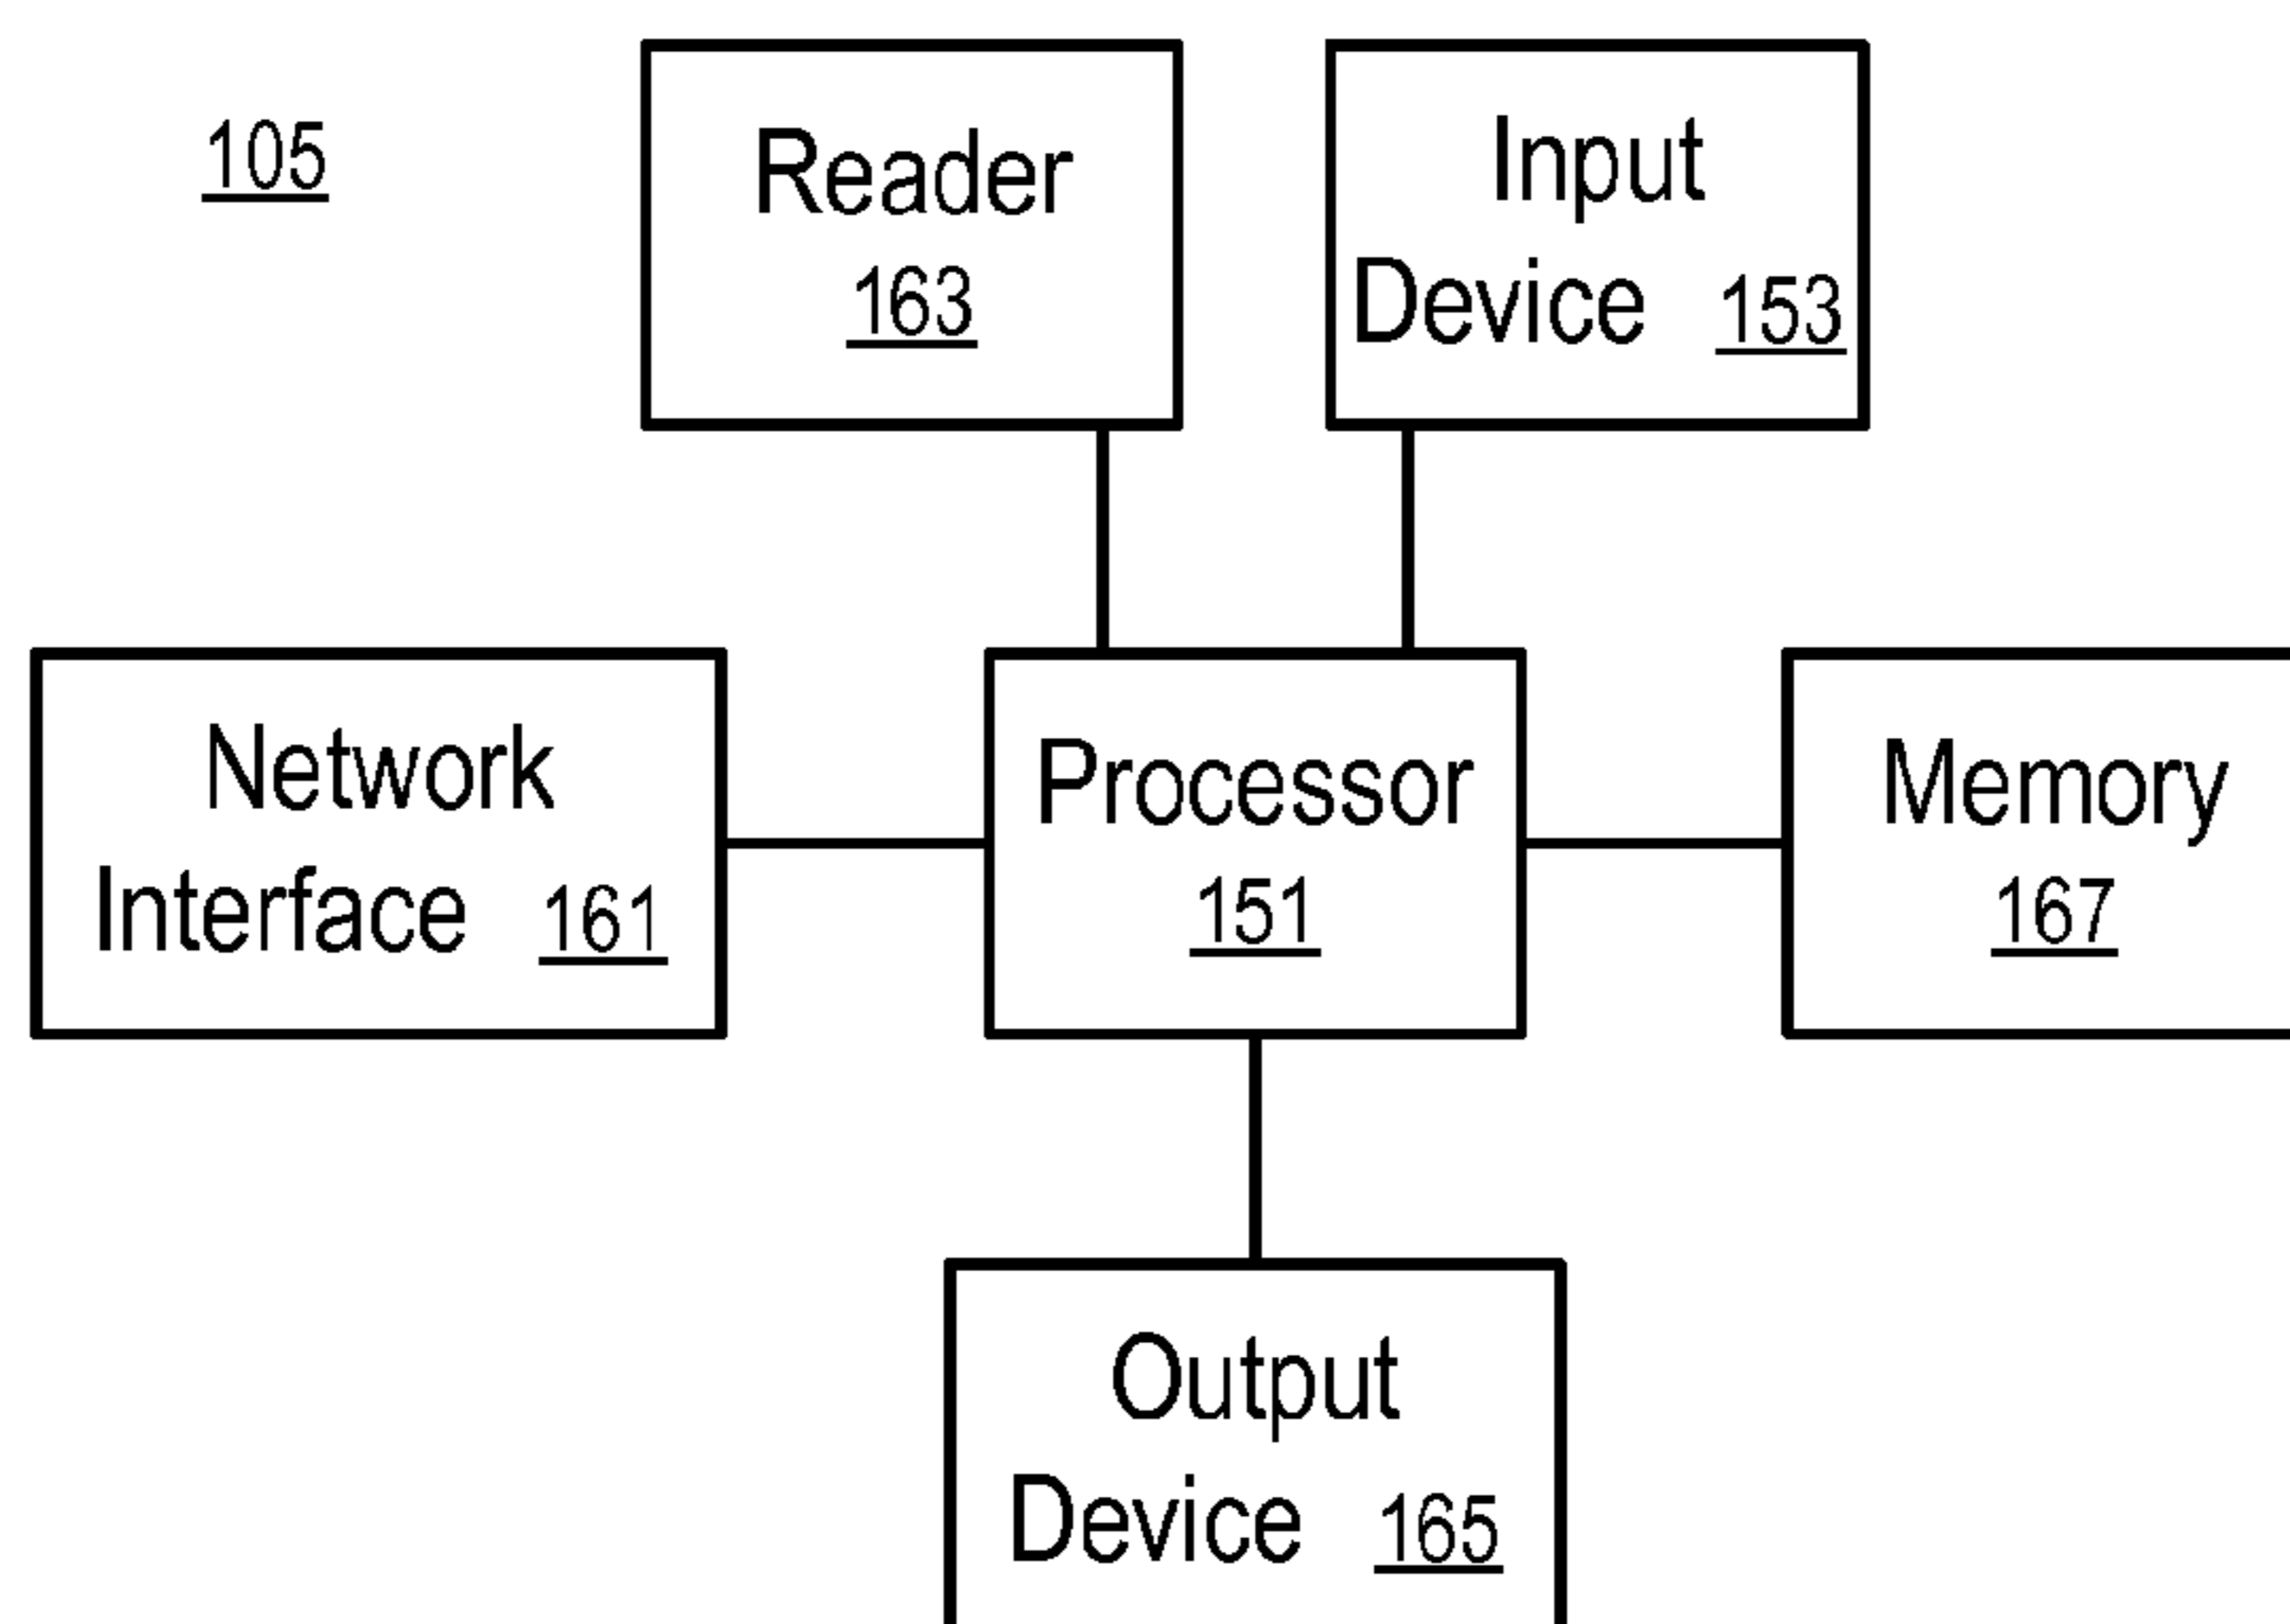 105
Reader
163
Input
Device 153
Network
Interface 161
Processor
151
Memory
167
Output
Device 165